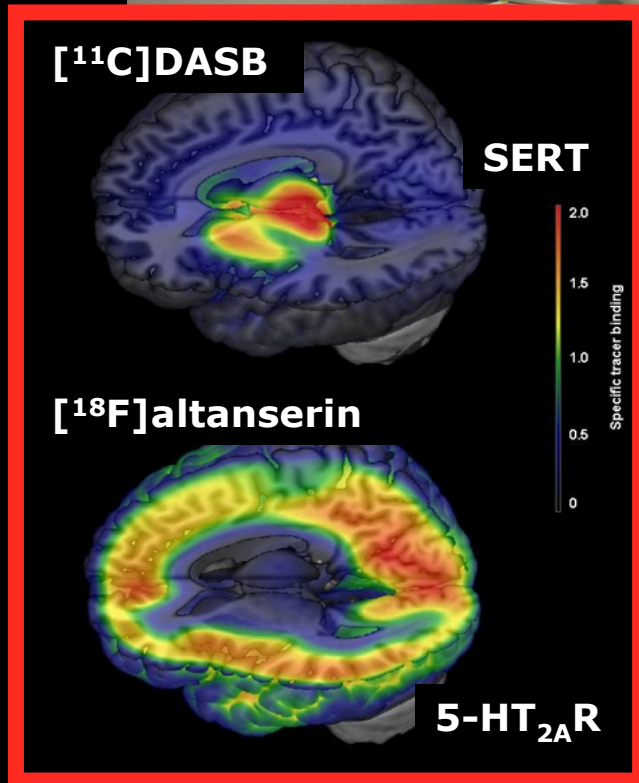 [¹¹C]DASB
SERT
2.0
1.5
1.0
0.5
0
Specific tracer binding
[¹⁸F]altanserin
5-HT₂ₐR